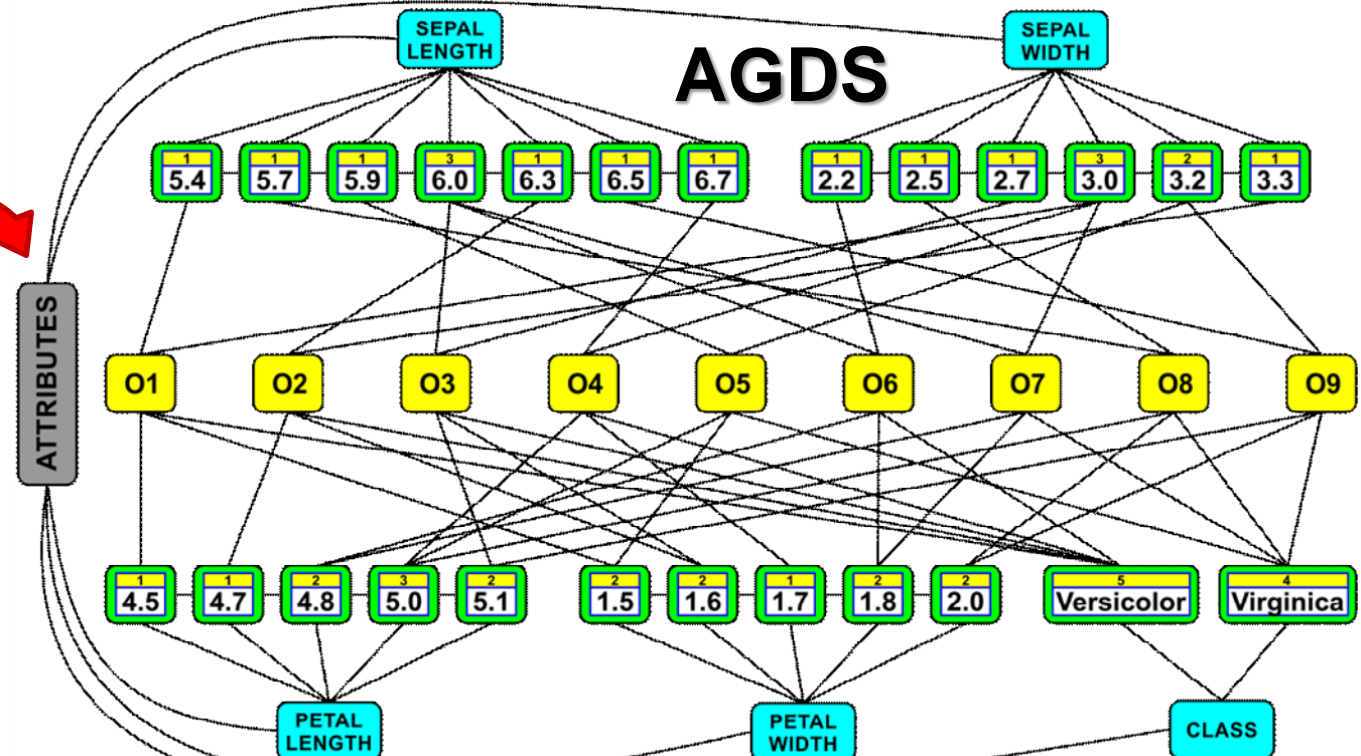 SEPAL
LENGTH
AGDS
SEPAL
WIDTH
1 1 1 3 1 1 1 1 1 1 3 2 1
5.4 5.7 5.9 6.0 6.3 6.5 6.7 2.2 2.5 2.7 3.0 3.2 3.3
ATTRIBUTES
O1 O2 O3 O4 O5 O6 O7 O8 O9
1 1 2 3 2 2 2 1 2 2 5 4
4.5 4.7 4.8 5.0 5.1 1.5 1.6 1.7 1.8 2.0 Versicolor Virginica
PETAL
LENGTH
PETAL
WIDTH
CLASS